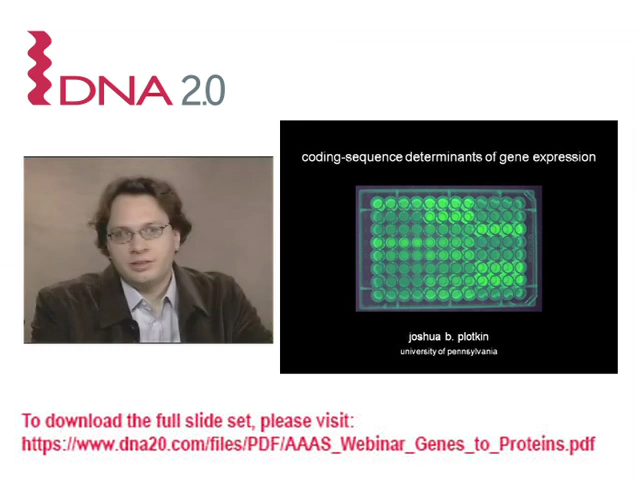 DNA 2.0
coding-sequence determinants of gene expression
joshua b. plotkin
university of pennsylvania
To download the full slide set, please visit:
https://www.dna20.com/files/PDF/AAAS_Webinar_Genes_to_Proteins.pdf